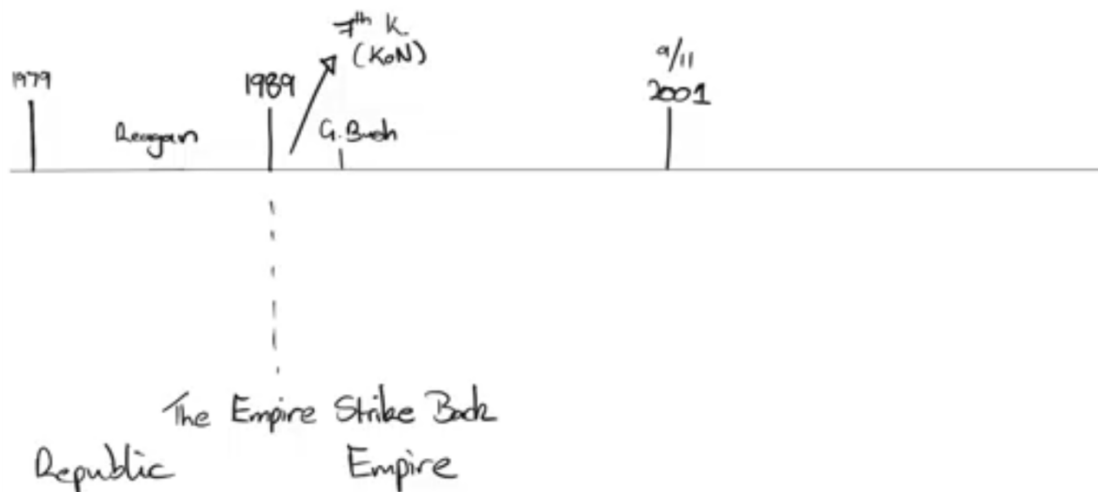 7th K.
(KoN)
9/11
1979
1989
2001
Reagan
G. Bush
The Empire Strike Back
Republic
Empire